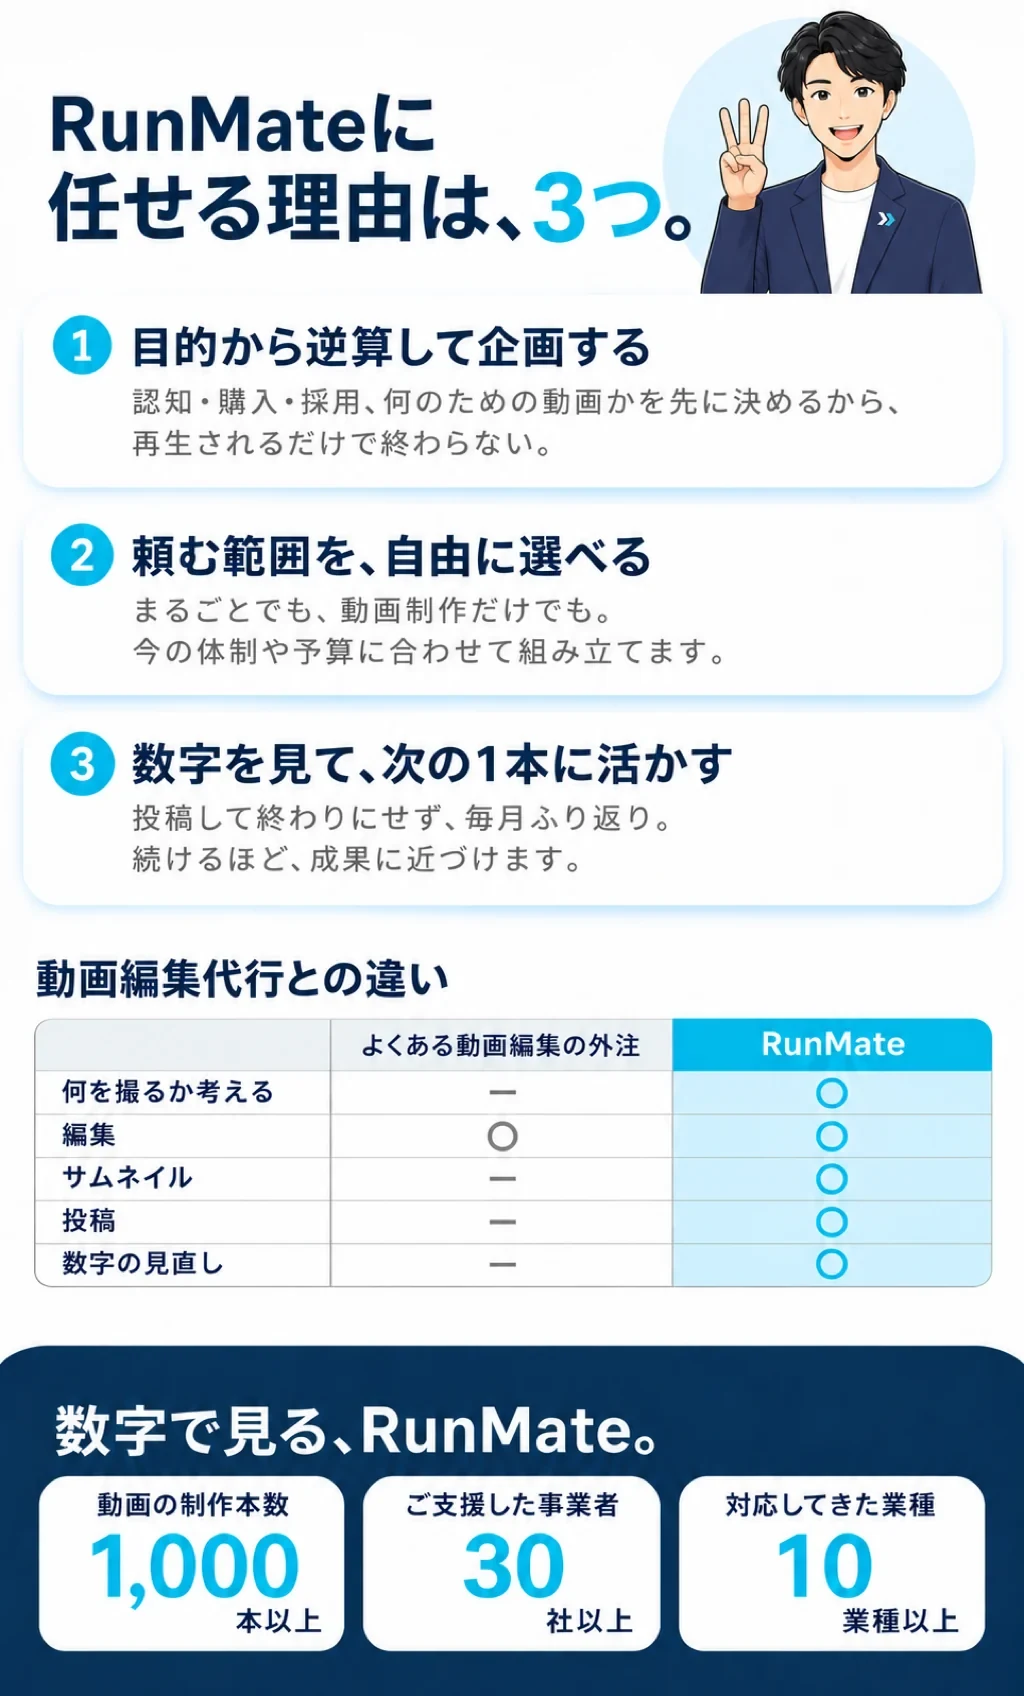 RunMateに
任せる理由は、3つ。
1 目的から逆算して企画する
認知・購入・採用、何のための動画かを先に決めるから、
再生されるだけで終わらない。
2 頼む範囲を、自由に選べる
まるごとでも、動画制作だけでも。
今の体制や予算に合わせて組み立てます。
3 数字を見て、次の1本に活かす
投稿して終わりにせず、毎月ふり返り。
続けるほど、成果に近づけます。
動画編集代行との違い
よくある動画編集の外注 RunMate
何を撮るか考える ー ○
編集 ○ ○
サムネイル ー ○
投稿 ー ○
数字の見直し ー ○
数字で見る、RunMate。
動画の制作本数
1,000
本以上
ご支援した事業者
30
社以上
対応してきた業種
10
業種以上